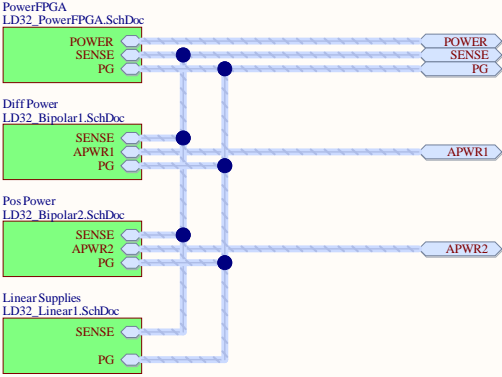 PowerFPGA
LD32_PowerFPGA.SchDoc
POWER
SENSE
PG
POWER
SENSE
PG
Diff Power
LD32_Bipolar1.SchDoc
SENSE
APWR1
PG
APWR1
Pos Power
LD32_Bipolar2.SchDoc
SENSE
APWR2
PG
APWR2
Linear Supplies
LD32_Linear1.SchDoc
SENSE
PG